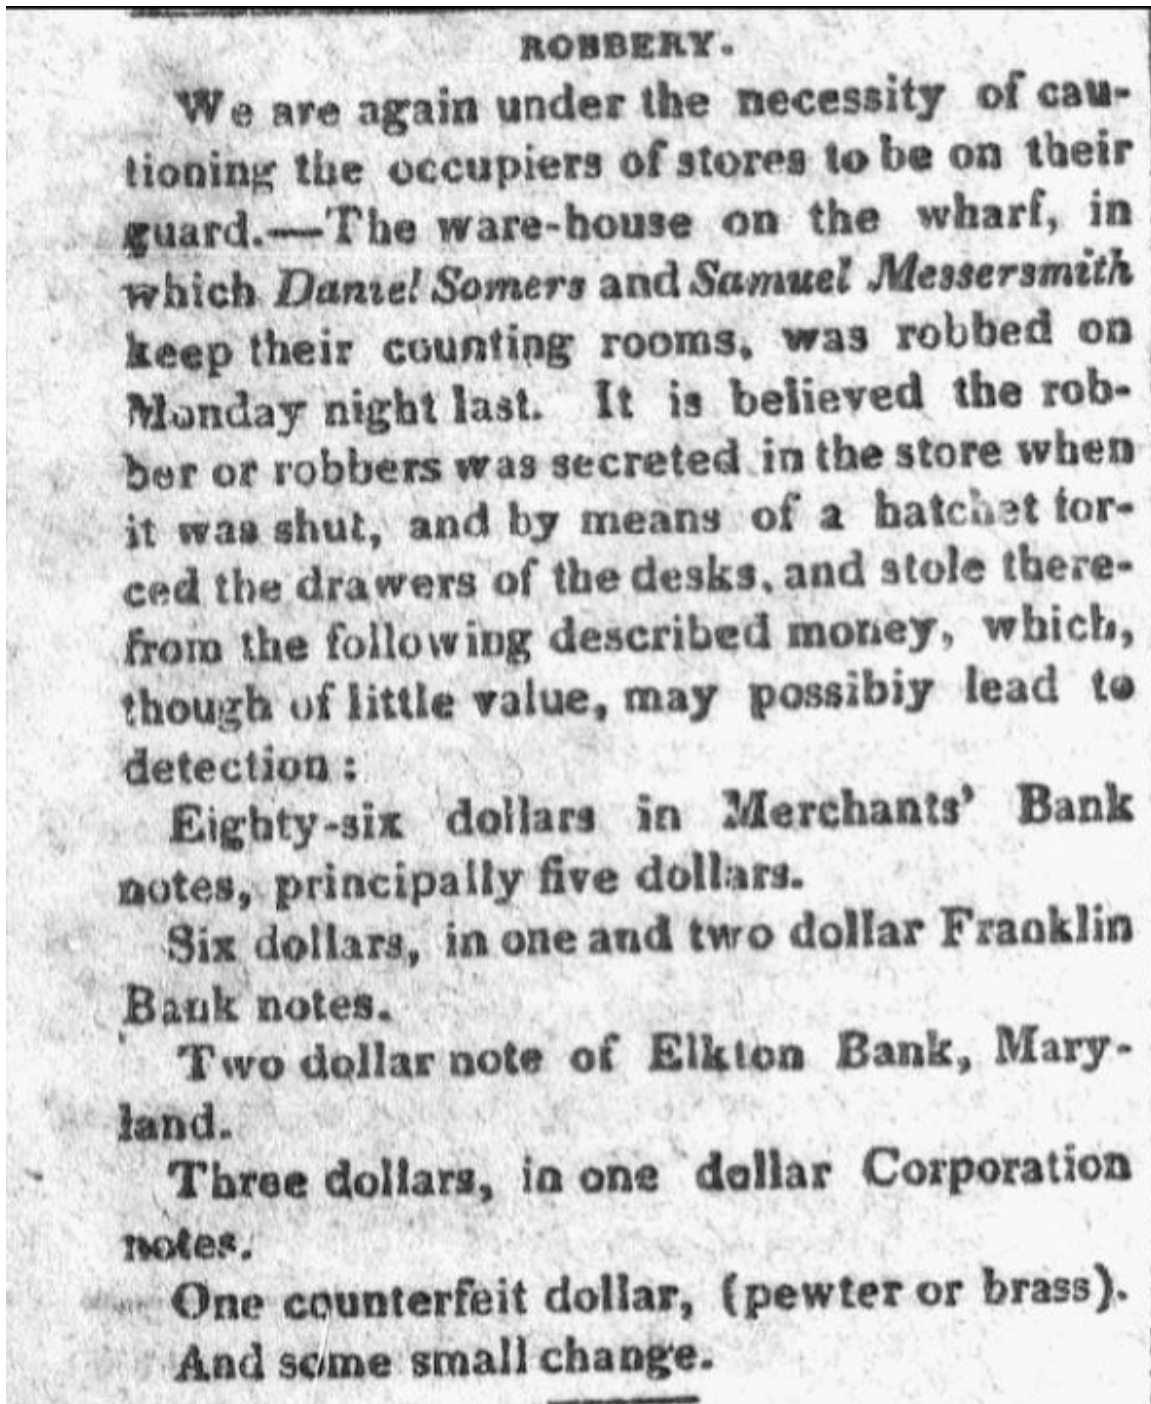 ROBBERY.
We are again under the necessity of cau-
tioning the occupiers of stores to be on their
guard.—The ware-house on the wharf, in
which Daniel Somers and Samuel Messersmith
keep their counting rooms, was robbed on
Monday night last. It is believed the rob-
ber or robbers was secreted in the store when
it was shut, and by means of a hatchet for-
ced the drawers of the desks, and stole there-
from the following described money, which,
though of little value, may possibiy lead to
detection :
Eighty-six dollars in Merchants' Bank
notes, principally five dollars.
Six dollars, in one and two dollar Franklin
Bank notes.
Two dollar note of Elkton Bank, Mary-
land.
Three dollars, in one dollar Corporation
notes.
One counterfeit dollar, (pewter or brass).
And some small change.